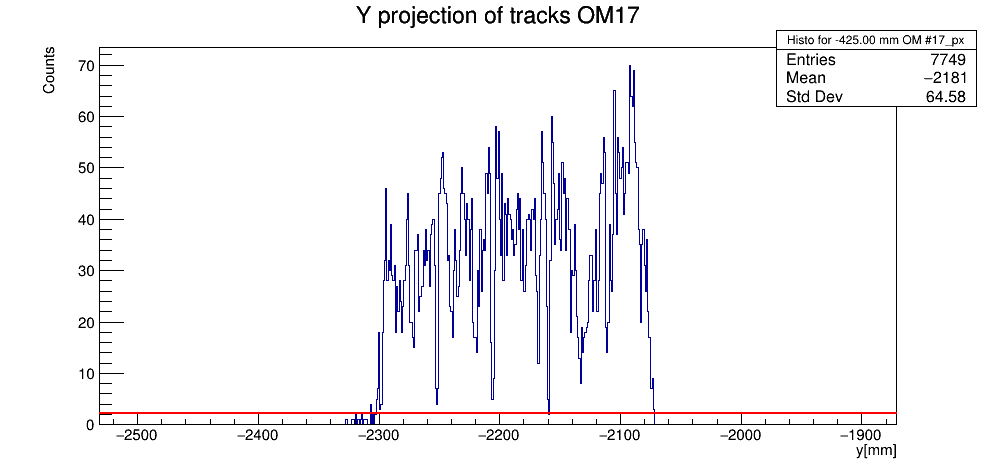 Y projection of tracks OM17
Histo for -425.00 mm OM #17_px
Entries 7749
Mean −2181
Std Dev 64.58
Counts
70
60
50
40
30
20
10
0
−2500 −2400 −2300 −2200 −2100 −2000 −1900
y[mm]